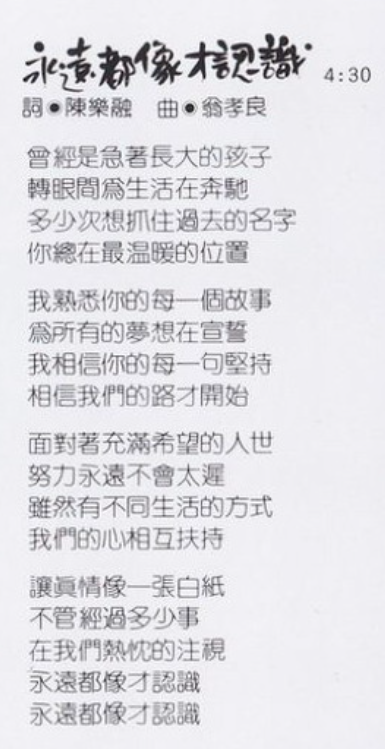 永遠都像才認識 4:30
詞●陳樂融 曲●翁孝良
曾經是急著長大的孩子
轉眼間爲生活在奔馳
多少次想抓住過去的名字
你總在最温暖的位置
我熟悉你的每一個故事
爲所有的夢想在宣誓
我相信你的每一句堅持
相信我們的路才開始
面對著充滿希望的人世
努力永遠不會太遲
雖然有不同生活的方式
我們的心相互扶持
讓眞情像一張白紙
不管經過多少事
在我們熱忱的注視
永遠都像才認識
永遠都像才認識